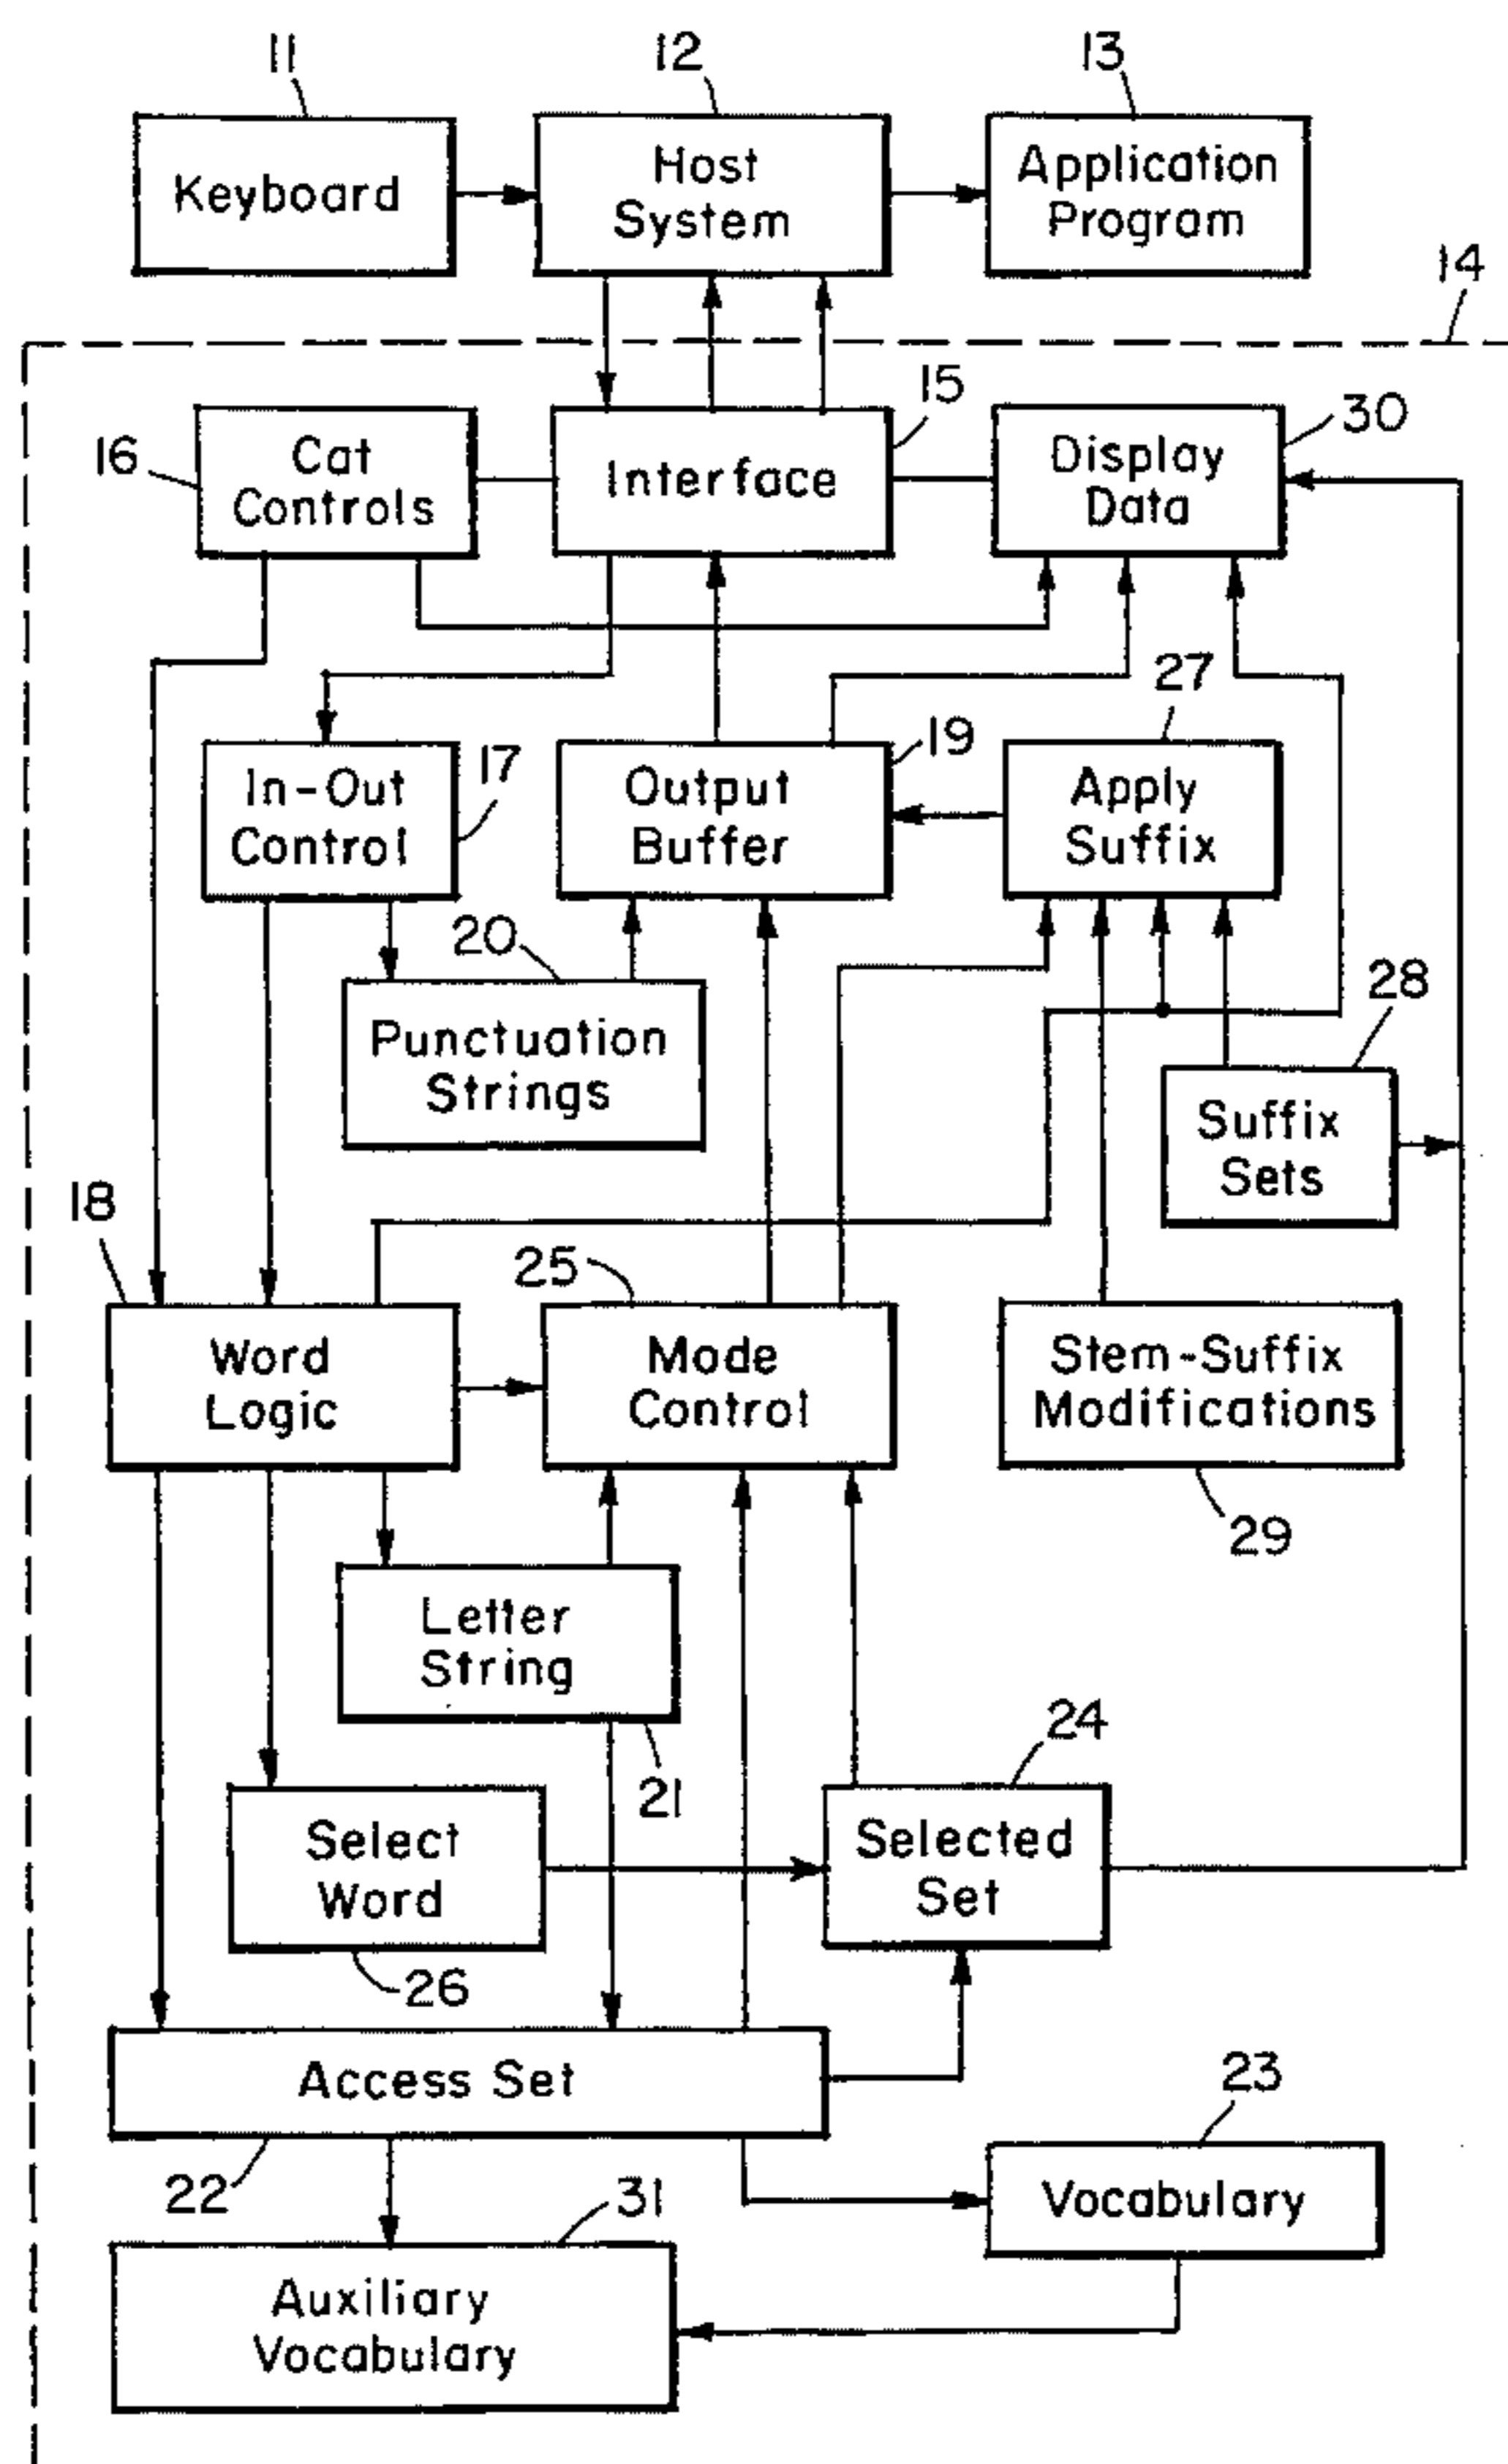 11
12
13
Keyboard
Host
System
Application
Program
14
15
30
16
Cat
Controls
Interface
Display
Data
27
17
19
In-Out
Control
Output
Buffer
Apply
Suffix
20
28
Punctuation
Strings
Suffix
Sets
18
25
Word
Logic
Mode
Control
Stem-Suffix
Modifications
29
Letter
String
21
24
Select
Word
Selected
Set
26
Access Set
23
22
31
Vocabulary
Auxiliary
Vocabulary